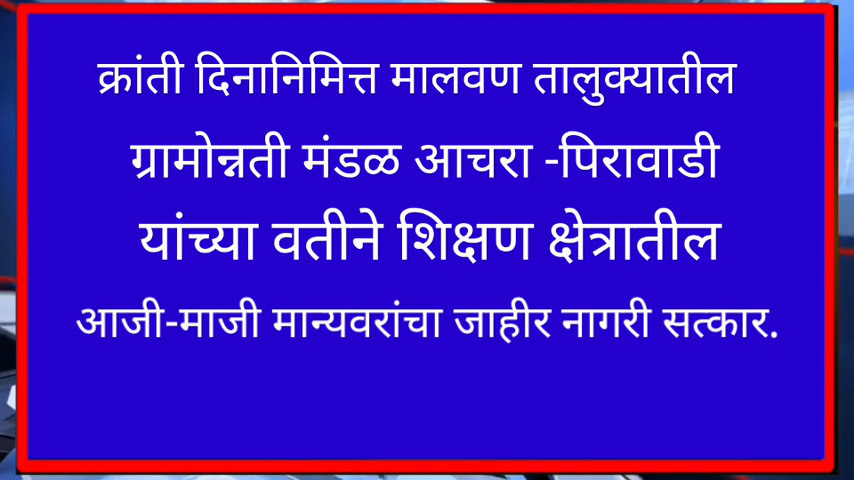 क्रांती दिनानिमित्त मालवण तालुक्यातील
ग्रामोन्नती मंडळ आचरा -पिरावाडी
यांच्या वतीने शिक्षण क्षेत्रातील
आजी-माजी मान्यवरांचा जाहीर नागरी सत्कार.